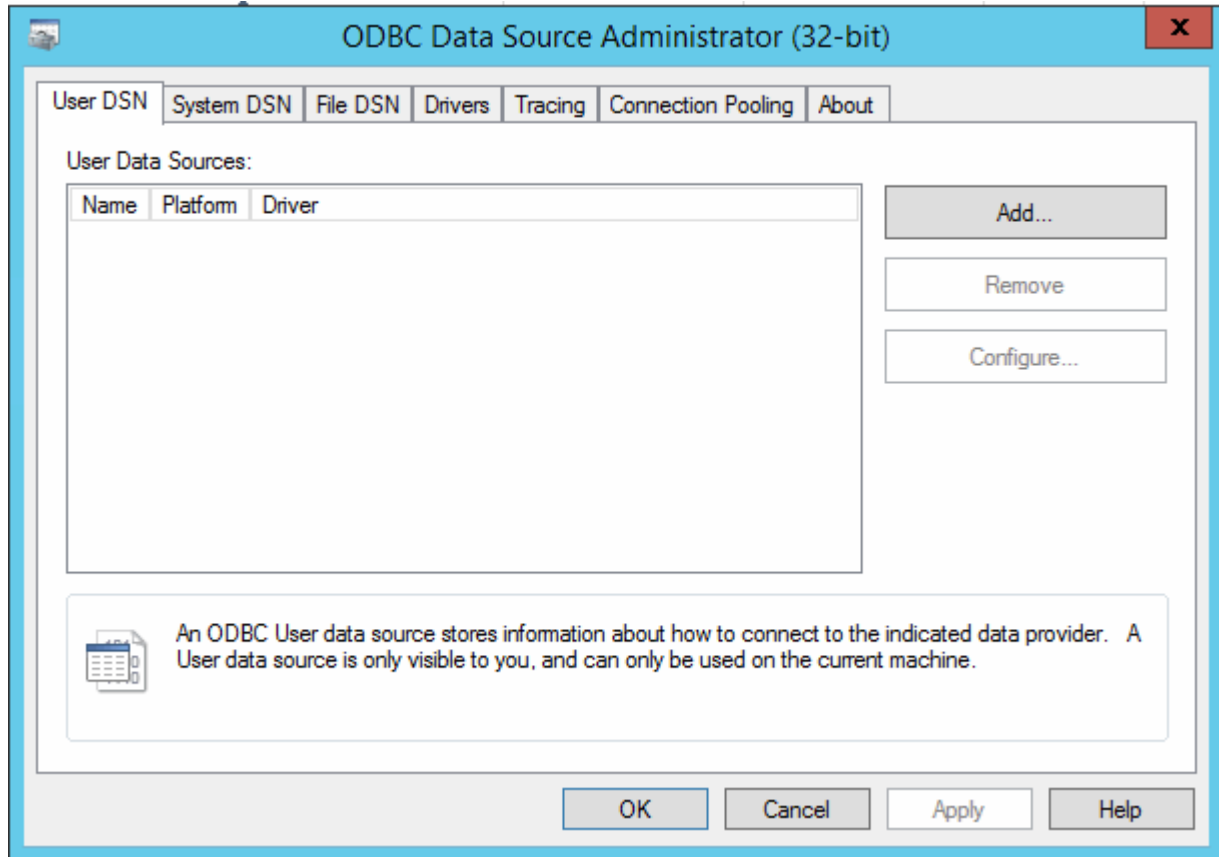 ODBC Data Source Administrator (32-bit)
x
User DSN System DSN File DSN Drivers Tracing Connection Pooling About
User Data Sources:
Name Platform Driver
Add...
Remove
Configure...
An ODBC User data source stores information about how to connect to the indicated data provider. A
User data source is only visible to you, and can only be used on the current machine.
OK Cancel Apply Help